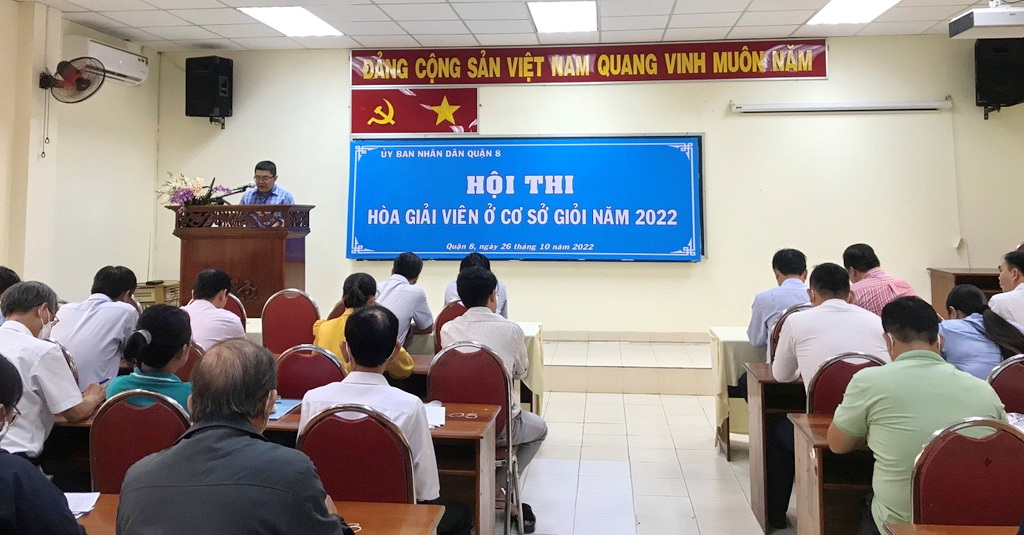 ĐẢNG CỘNG SẢN VIỆT NAM QUANG VINH MUÔN NĂM
ỦY BAN NHÂN DÂN QUẬN 8
HỘI THI
HÒA GIẢI VIÊN Ở CƠ SỞ GIỎI NĂM 2022
Quận 8, ngày 26 tháng 10 năm 2022